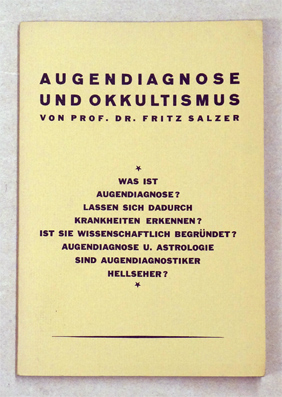 AUGENDIAGNOSE
UND OKKULTISMUS
VON PROF. DR. FRITZ SALZER
*
WAS IST
AUGENDIAGNOSE?
LASSEN SICH DADURCH
KRANKHEITEN ERKENNEN?
IST SIE WISSENSCHAFTLICH BEGRÜNDET?
AUGENDIAGNOSE U. ASTROLOGIE
SIND AUGENDIAGNOSTIKER
HELLSEHER?
*